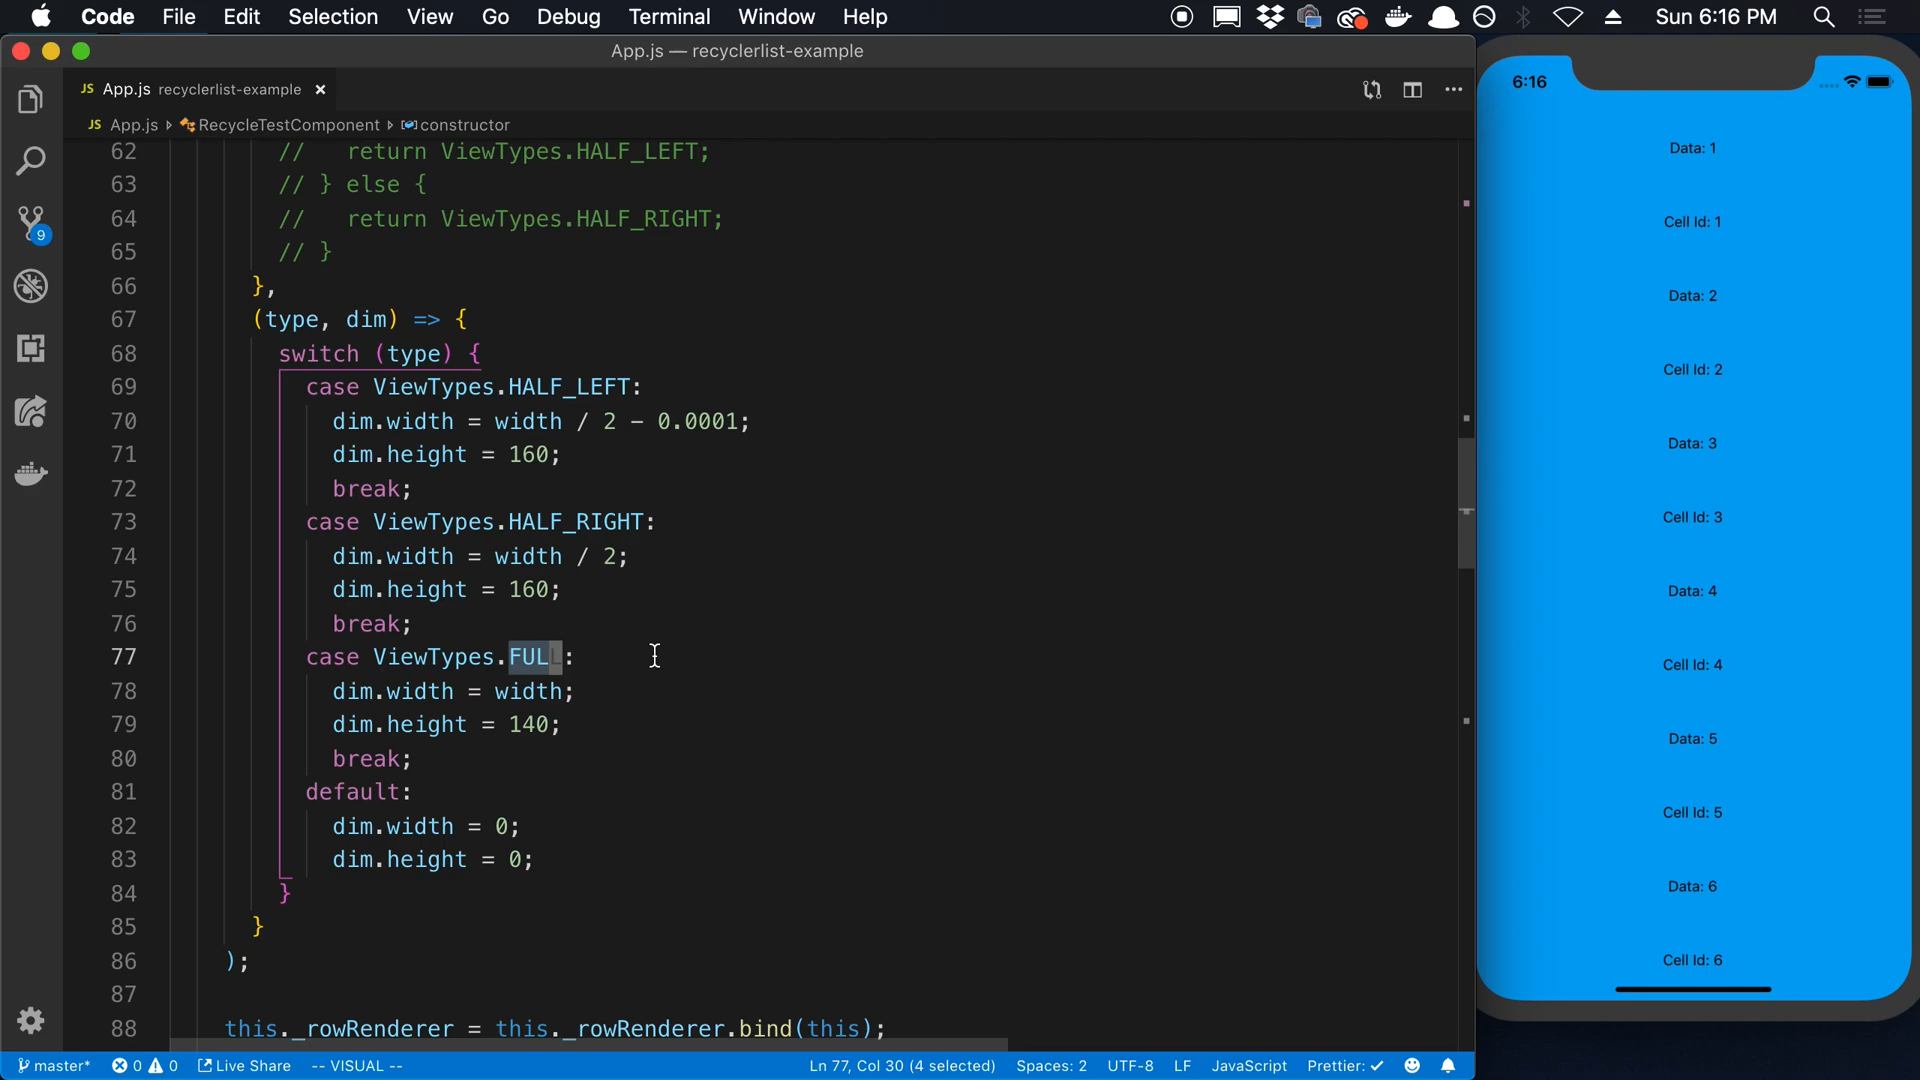 Code File Edit Selection View Go Debug Terminal Window Help Sun 6:16 PM
App.js — recyclerlist-example
JS App.js recyclerlist-example ×
JS App.js RecycleTestComponent constructor
62 // return ViewTypes.HALF_LEFT;
63 // } else {
64 // return ViewTypes.HALF_RIGHT;
65 // }
66 },
67 (type, dim) => {
68 switch (type) {
69 case ViewTypes.HALF_LEFT:
70 dim.width = width / 2 - 0.0001;
71 dim.height = 160;
72 break;
73 case ViewTypes.HALF_RIGHT:
74 dim.width = width / 2;
75 dim.height = 160;
76 break;
77 case ViewTypes.FULL:
78 dim.width = width;
79 dim.height = 140;
80 break;
81 default:
82 dim.width = 0;
83 dim.height = 0;
84 }
85 }
86 );
87
88 this._rowRenderer = this._rowRenderer.bind(this);
9
master* 0 0 Live Share -- VISUAL -- Ln 77, Col 30 (4 selected) Spaces: 2 UTF-8 LF JavaScript Prettier: ✓
6:16
Data: 1
Cell Id: 1
Data: 2
Cell Id: 2
Data: 3
Cell Id: 3
Data: 4
Cell Id: 4
Data: 5
Cell Id: 5
Data: 6
Cell Id: 6